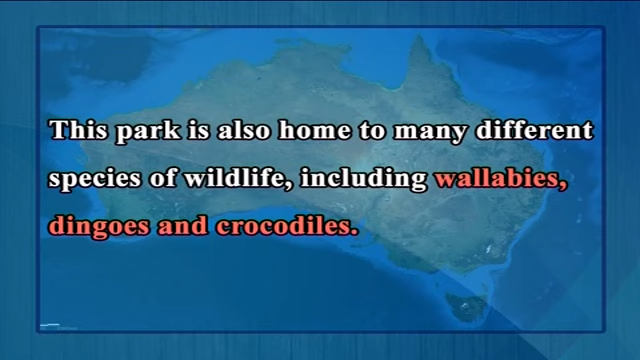 This park is also home to many different
species of wildlife, including wallabies,
dingoes and crocodiles.